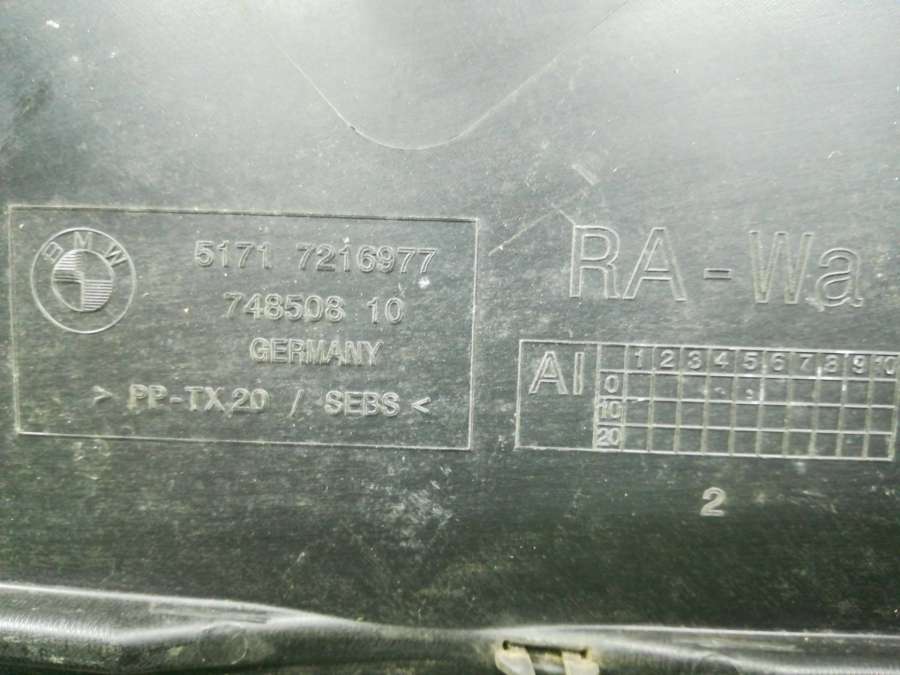 BMW
5171 7216977
748508 10
GERMANY
> PP-TX20 / SEBS <
RA-Wa
AI
1 2 3 4 5 6 7 8 9 10
0
10
20
2